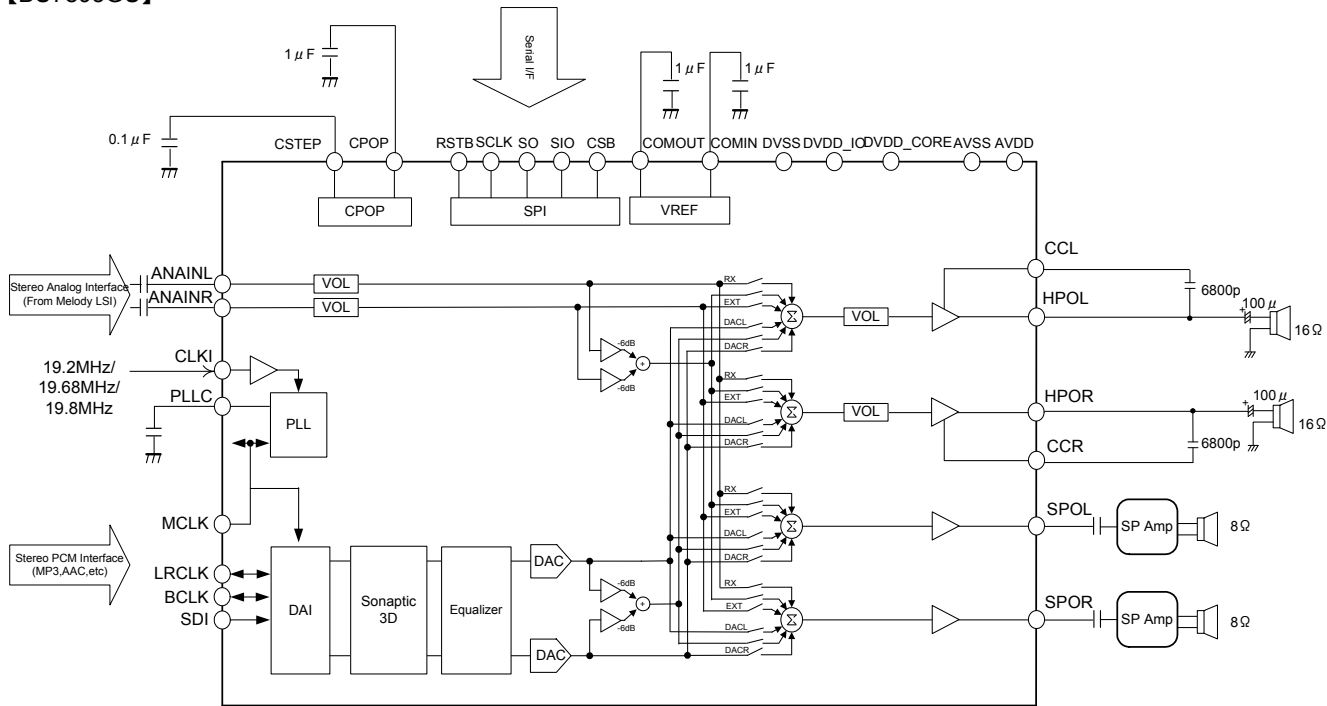 1μF
Serial I/F
1μF
1μF
0.1μF
CSTEP CPOP RSTB SCLK SO SIO CSB COMOUT COMIN DVSS DVDD_IO DVDD_CORE AVSS AVDD
CPOP
SPI
VREF
Stereo Analog Interface
(From Melody LSI)
ANAINL
VOL
ANAINR
VOL
CLKI
19.2MHz/
19.68MHz/
19.8MHz
PLLC
PLL
-6dB
+
-6dB
RX
EXT
DACL
DACR
Σ
VOL
CCL
6800p
HPOL
+
100μ
16Ω
RX
EXT
DACL
DACR
Σ
VOL
HPOR
+
100μ
16Ω
6800p
CCR
MCLK
Stereo PCM Interface
(MP3,AAC,etc)
LRCLK
BCLK
SDI
DAI
Sonaptic
3D
Equalizer
DAC
DAC
-6dB
+
-6dB
RX
EXT
DACL
DACR
Σ
SPOL
SP Amp
8Ω
RX
EXT
DACL
DACR
Σ
SPOR
SP Amp
8Ω